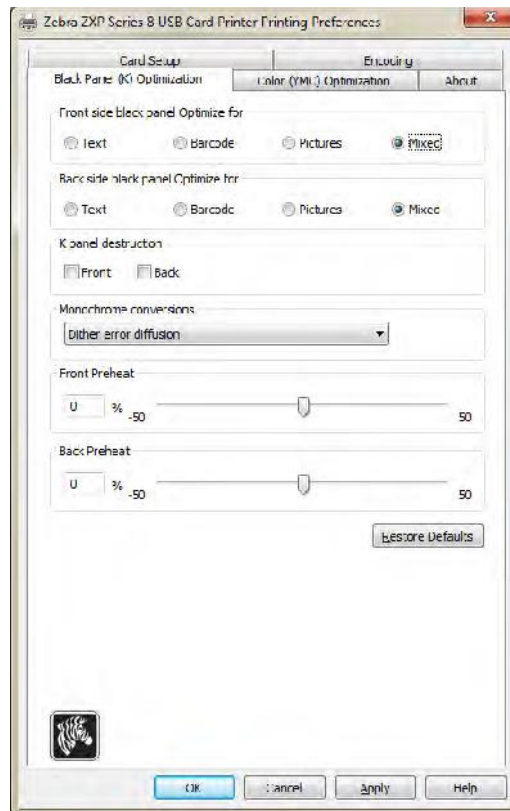 Zebra ZXP Series 8 USB Card Printer Printing Preferences
Card Setup Encoding
Black Panel (K) Optimization Color (YMC) Optimization About
Front side black panel Optimize for
Text Barcode Pictures Mixed
Back side black panel Optimize for
Text Barcode Pictures Mixed
K panel destruction
Front Back
Monochrome conversions
Dither error diffusion
Front Preheat
0 % -50 50
Back Preheat
0 % -50 50
Restore Defaults
OK Cancel Apply Help